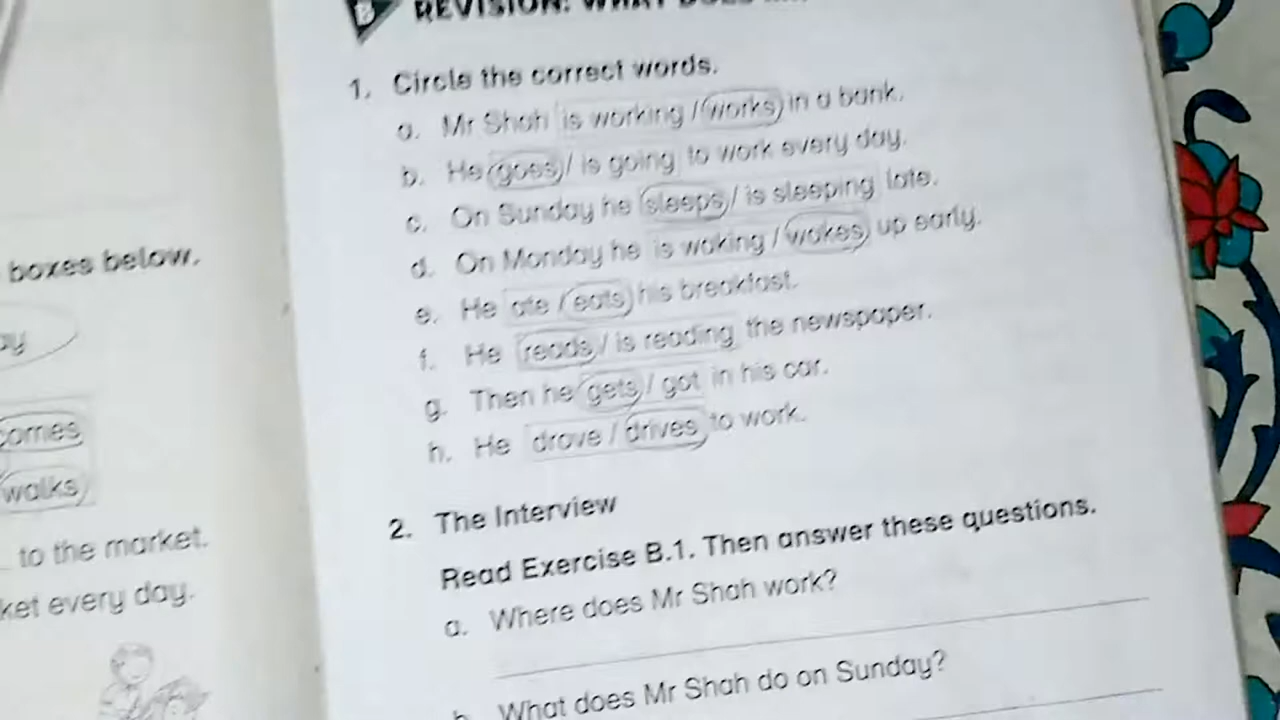 B REVISION: WHAT DOES
boxes below.
ay
comes
walks
to the market.
ket every day.
1. Circle the correct words.
a. Mr Shah is working / works in a bank.
b. He goes / is going to work every day.
c. On Sunday he sleeps / is sleeping late.
d. On Monday he is waking / wakes up early.
e. He ate / eats his breakfast.
f. He reads / is reading the newspaper.
g. Then he gets / got in his car.
h. He drove / drives to work.
2. The Interview
Read Exercise B.1. Then answer these questions.
a. Where does Mr Shah work?
b. What does Mr Shah do on Sunday?